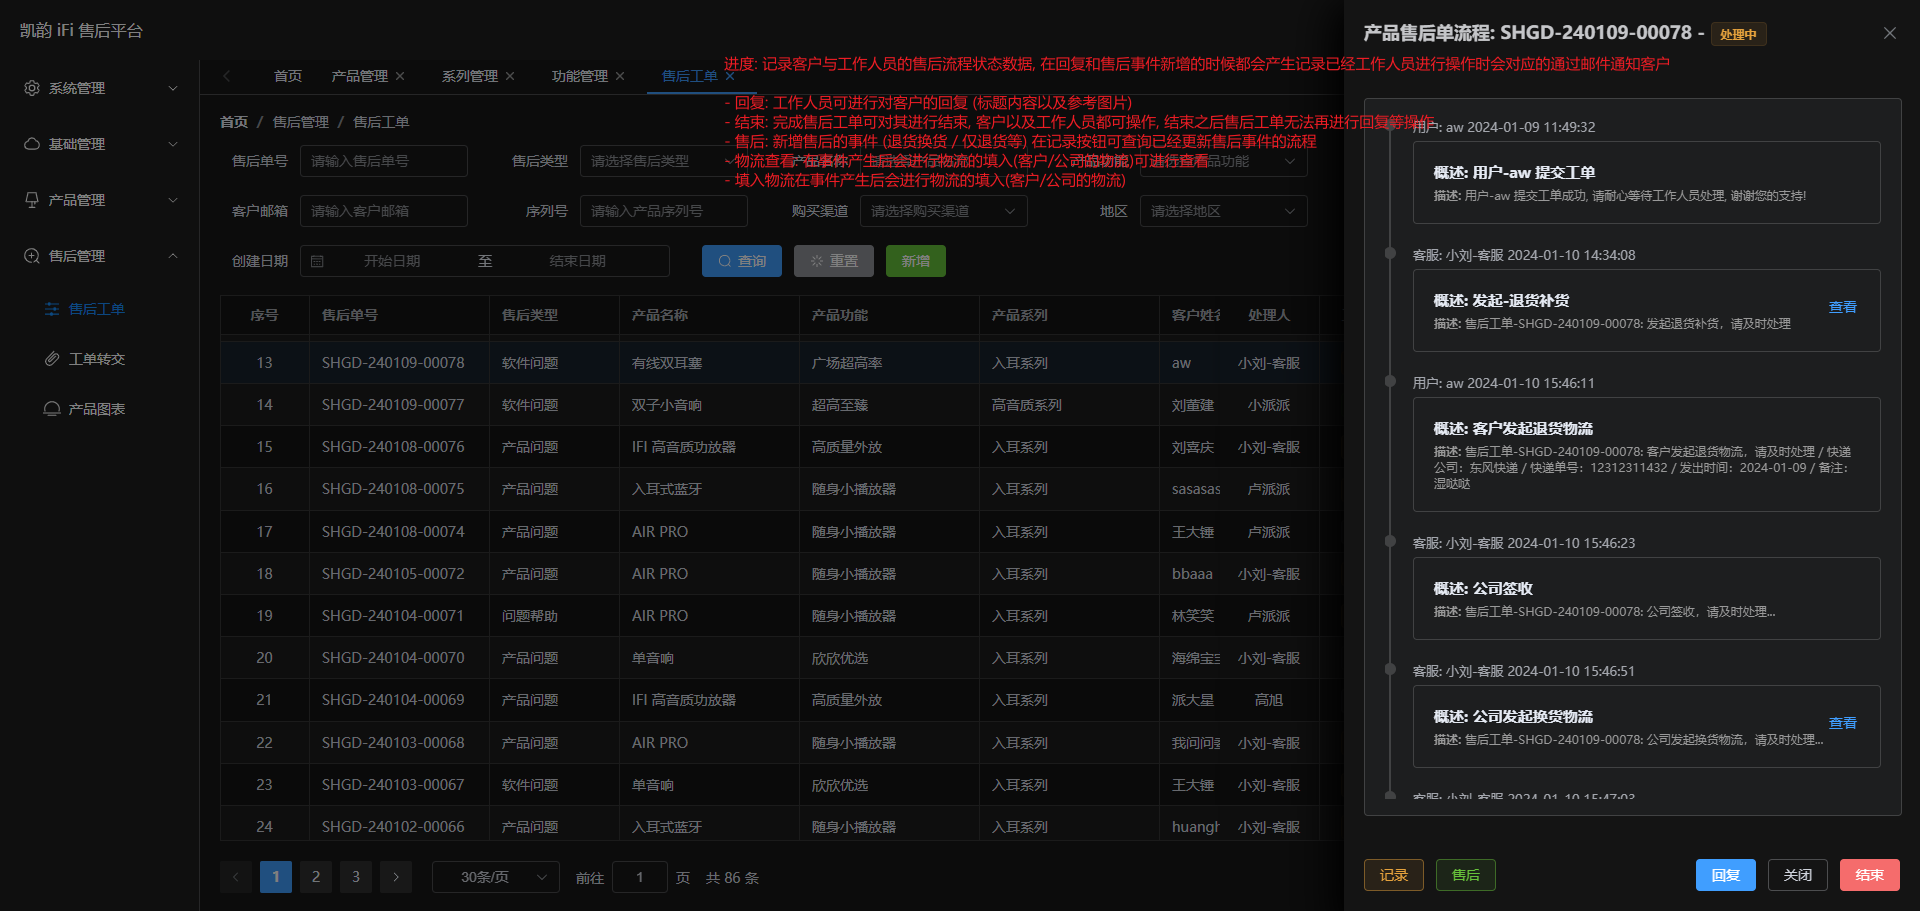 凯韵 iFi 售后平台
系统管理
基础管理
产品管理
售后管理
售后工单
工单转交
产品图表
首页 产品管理 系列管理 功能管理 售后工单
首页 / 售后管理 / 售后工单
进度: 记录客户与工作人员的售后流程状态数据, 在回复和售后事件新增的时候都会产生记录已经工作人员进行操作时会对应的通过邮件通知客户
- 回复: 工作人员可进行对客户的回复 (标题内容以及参考图片)
- 结束: 完成售后工单可对其进行结束, 客户以及工作人员都可操作, 结束之后售后工单无法再进行回复等操作
- 售后: 新增售后的事件 (退货换货 / 仅退货等) 在记录按钮可查询已经更新售后事件的流程
- 物流查看: 在事件产生后会进行物流的填入(客户/公司的物流)可进行查看
- 填入物流在事件产生后会进行物流的填入(客户/公司的物流)
售后单号 请输入售后单号 售后类型 请选择售后类型
客户邮箱 请输入客户邮箱 序列号 请输入产品序列号 购买渠道 请选择购买渠道 地区 请选择地区
创建日期 开始日期 至 结束日期 查询 重置 新增
序号 售后单号 售后类型 产品名称 产品功能 产品系列 客户姓名 处理人
13 SHGD-240109-00078 软件问题 有线双耳塞 广场超高率 入耳系列 aw 小刘-客服
14 SHGD-240109-00077 软件问题 双子小音响 超高至臻 高音质系列 刘董建 小派派
15 SHGD-240108-00076 产品问题 IFI 高音质功放器 高质量外放 入耳系列 刘喜庆 小刘-客服
16 SHGD-240108-00075 产品问题 入耳式蓝牙 随身小播放器 入耳系列 sasasas 卢派派
17 SHGD-240108-00074 产品问题 AIR PRO 随身小播放器 入耳系列 王大锤 卢派派
18 SHGD-240105-00072 产品问题 AIR PRO 随身小播放器 入耳系列 bbaaa 小刘-客服
19 SHGD-240104-00071 问题帮助 AIR PRO 随身小播放器 入耳系列 林笑笑 卢派派
20 SHGD-240104-00070 产品问题 单音响 欣欣优选 入耳系列 海绵宝宝 小刘-客服
21 SHGD-240104-00069 产品问题 IFI 高音质功放器 高质量外放 入耳系列 派大星 高旭
22 SHGD-240103-00068 产品问题 AIR PRO 随身小播放器 入耳系列 我问问 小刘-客服
23 SHGD-240103-00067 软件问题 单音响 欣欣优选 入耳系列 王大锤 小刘-客服
24 SHGD-240102-00066 产品问题 入耳式蓝牙 随身小播放器 入耳系列 huangh 小刘-客服
1 2 3 30条/页 前往 1 页 共 86 条
产品售后单流程: SHGD-240109-00078 - 处理中
用户: aw 2024-01-09 11:49:32
概述: 用户-aw 提交工单
描述: 用户-aw 提交工单成功, 请耐心等待工作人员处理, 谢谢您的支持!
客服: 小刘-客服 2024-01-10 14:34:08
概述: 发起-退货补货
查看
描述: 售后工单-SHGD-240109-00078: 发起退货补货，请及时处理
用户: aw 2024-01-10 15:46:11
概述: 客户发起退货物流
描述: 售后工单-SHGD-240109-00078: 客户发起退货物流，请及时处理 / 快递
公司：东风快递 / 快递单号：12312311432 / 发出时间：2024-01-09 / 备注：
湿哒哒
客服: 小刘-客服 2024-01-10 15:46:23
概述: 公司签收
描述: 售后工单-SHGD-240109-00078: 公司签收，请及时处理...
客服: 小刘-客服 2024-01-10 15:46:51
概述: 公司发起换货物流
查看
描述: 售后工单-SHGD-240109-00078: 公司发起换货物流，请及时处理...
客服: 小刘-客服 2024-01-10 15:47:03
记录 售后 回复 关闭 结束